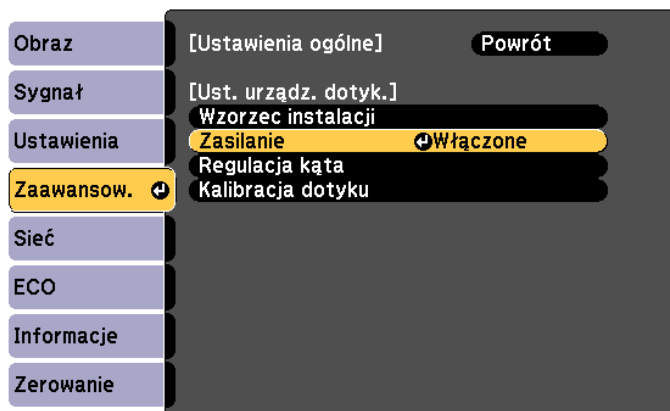 Obraz
Sygnał
Ustawienia
Zaawansow.
Sieć
ECO
Informacje
Zerowanie
[Ustawienia ogólne] Powrót
[Ust. urządz. dotyk.]
Wzorzec instalacji
Zasilanie Włączone
Regulacja kąta
Kalibracja dotyku